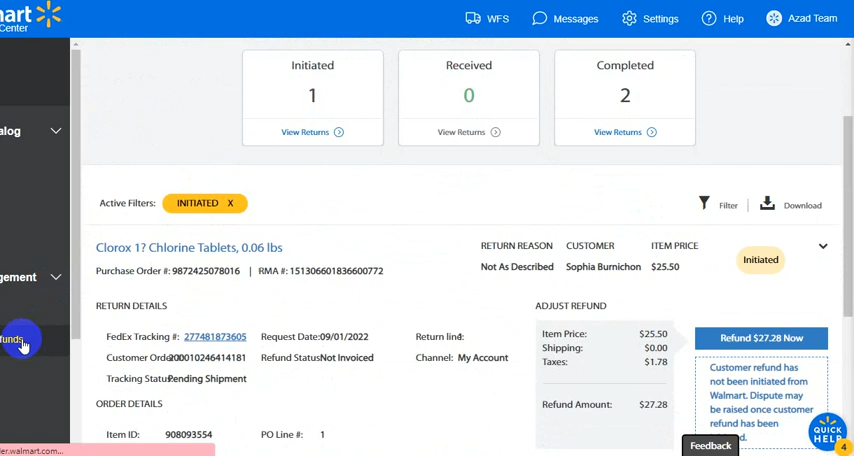 mart
Center
WFS
Messages
Settings
Help
Azad Team
alog
gement
funds
Initiated
1
View Returns
Received
0
View Returns
Completed
2
View Returns
Active Filters:
INITIATED X
Filter
Download
Clorox 1? Chlorine Tablets, 0.06 lbs
Purchase Order #: 9872425078016 | RMA #: 151306601836600772
RETURN REASON
Not As Described
CUSTOMER
Sophia Burnichon
ITEM PRICE
$25.50
Initiated
RETURN DETAILS
FedEx Tracking #: 277481873605
Request Date:09/01/2022
Return line
Refund Status:Not Invoiced
Channel: My Account
Pending Shipment
ORDER DETAILS
Item ID: 908093554
PO Line #: 1
ADJUST REFUND
Item Price: $25.50
Shipping: $0.00
Taxes: $1.78
Refund Amount: $27.28
Refund $27.28 Now
Customer refund has
not been initiated from
Walmart. Dispute may
be raised once customer
refund has been
Feedback
QUICK
HELP
4
der.walmart.com...